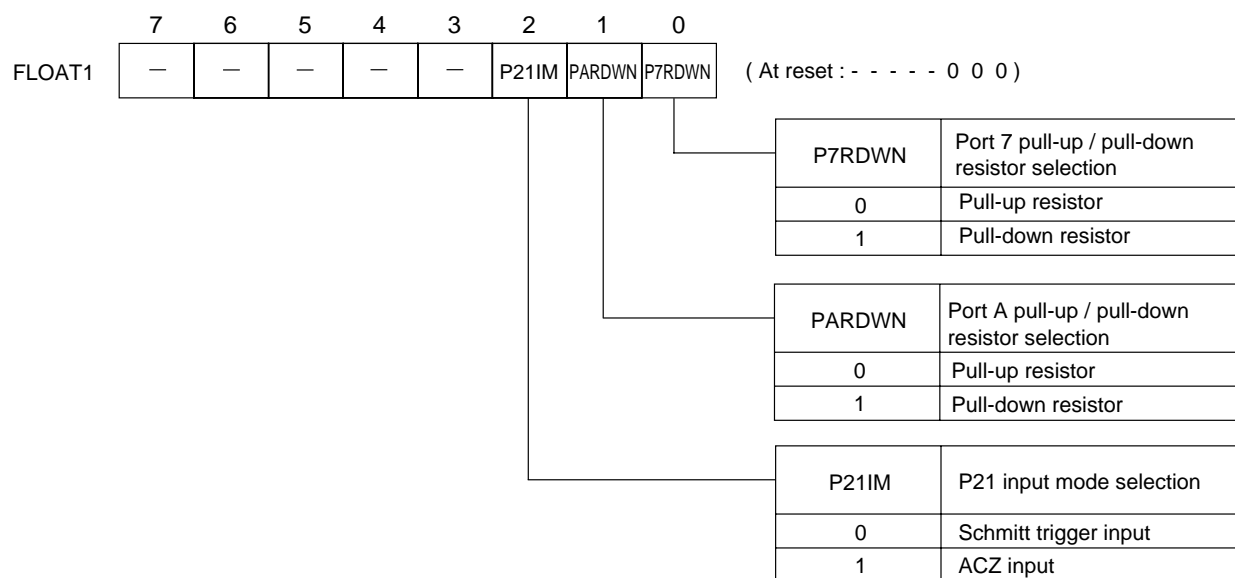 7 6 5 4 3 2 1 0
FLOAT1 — — — — — P21IM PARDWN P7RDWN ( At reset : - - - - - 0 0 0 )
P7RDWN Port 7 pull-up / pull-down
resistor selection
0 Pull-up resistor
1 Pull-down resistor
PARDWN Port A pull-up / pull-down
resistor selection
0 Pull-up resistor
1 Pull-down resistor
P21IM P21 input mode selection
0 Schmitt trigger input
1 ACZ input